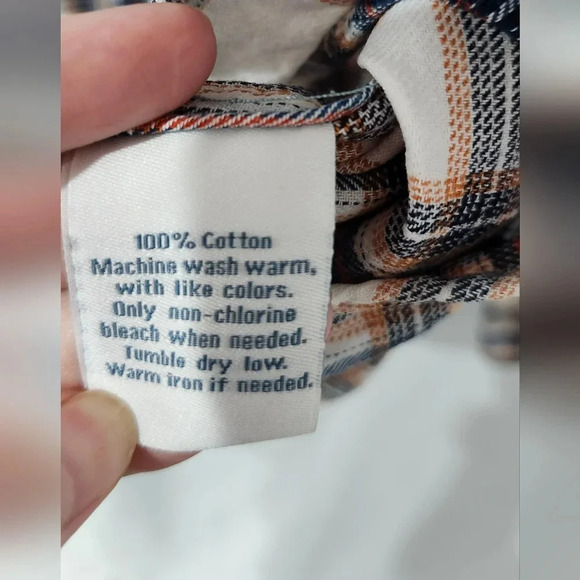 100% Cotton
Machine wash warm,
with like colors.
Only non-chlorine
bleach when needed.
Tumble dry low.
Warm iron if needed.